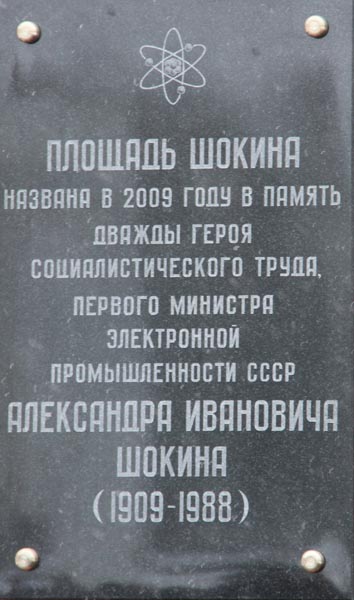 ПЛОЩАДЬ ШОКИНА
НАЗВАНА В 2009 ГОДУ В ПАМЯТЬ
ДВАЖДЫ ГЕРОЯ
СОЦИАЛИСТИЧЕСКОГО ТРУДА,
ПЕРВОГО МИНИСТРА
ЭЛЕКТРОННОЙ
ПРОМЫШЛЕННОСТИ СССР
АЛЕКСАНДРА ИВАНОВИЧА
ШОКИНА
(1909-1988)